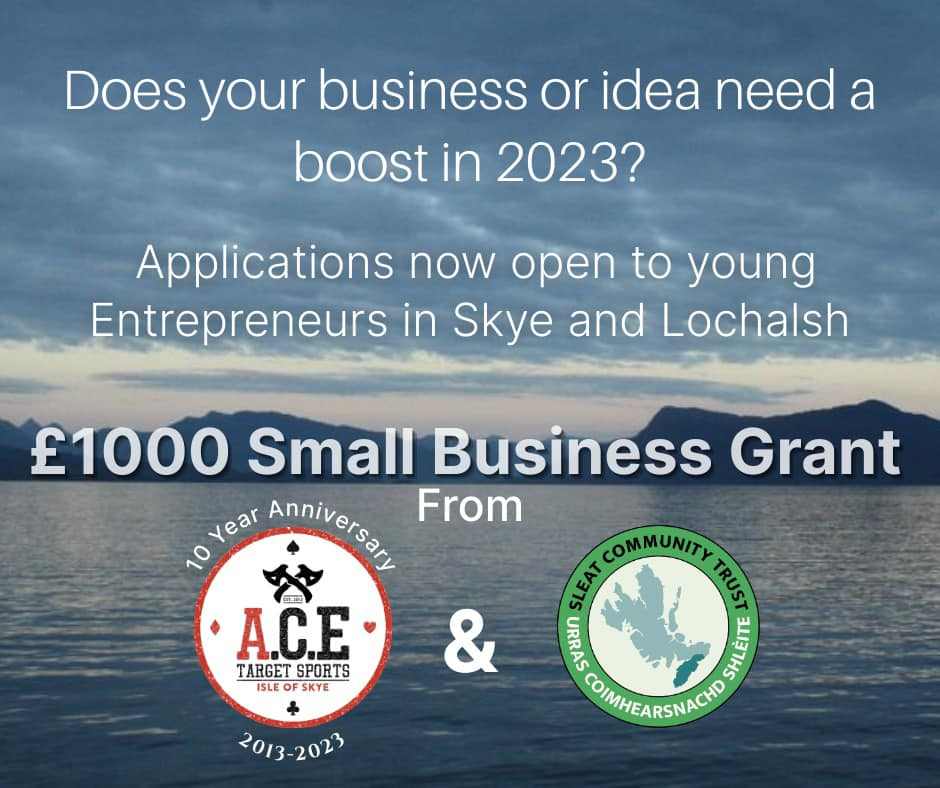 Does your business or idea need a
boost in 2023?
Applications now open to young
Entrepreneurs in Skye and Lochalsh
£1000 Small Business Grant
From
10 Year Anniversary
EST. 2013
A.C.E
TARGET SPORTS
ISLE OF SKYE
2013-2023
&
SLEAT COMMUNITY TRUST
URRAS COIMHEARSNACHD SHLÈITE